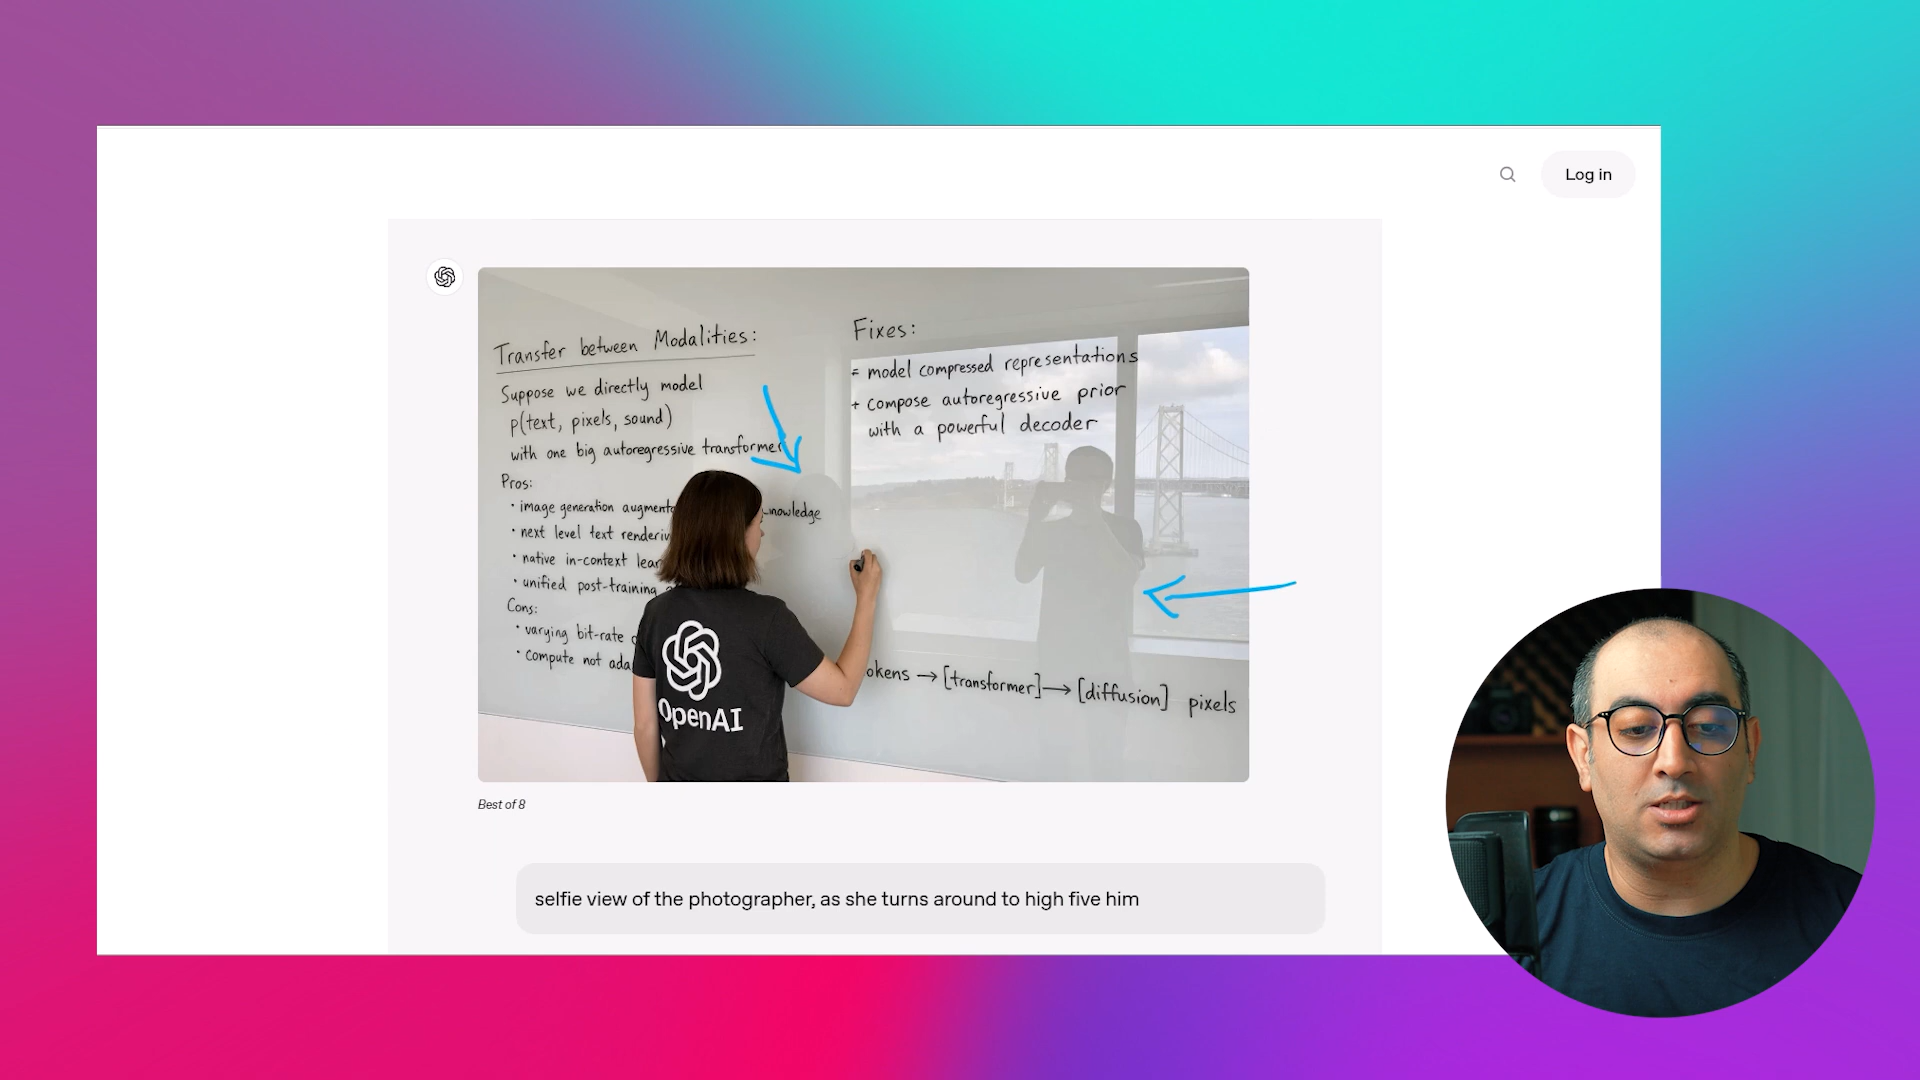 Log in
Transfer between Modalities:
Suppose we directly model
p(text, pixels, sound)
with one big autoregressive transformer
Pros:
• image generation augmente
nowledge
• next level text renderin
• native in-context lear
• unified post-training
Cons:
• varying bit-rate
• compute not ada
Fixes:
= model compressed representations
+ compose autoregressive prior
with a powerful decoder
okens → [transformer] → [diffusion] pixels
OpenAI
Best of 8
selfie view of the photographer, as she turns around to high five him